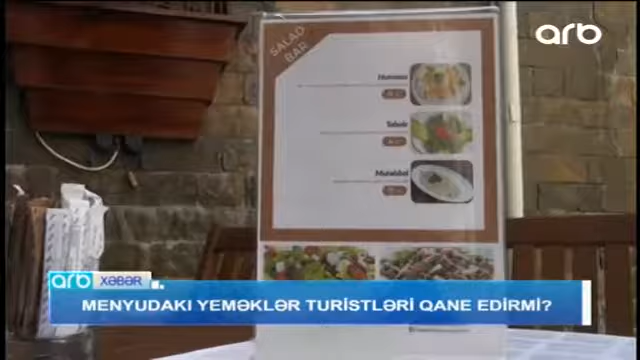 arb
SALAD
BAR
Hummus
Tabule
Mutabbal
arb XƏBƏR
MENYUDAKI YEMƏKLƏR TURİSTLƏRİ QANE EDİRMİ?